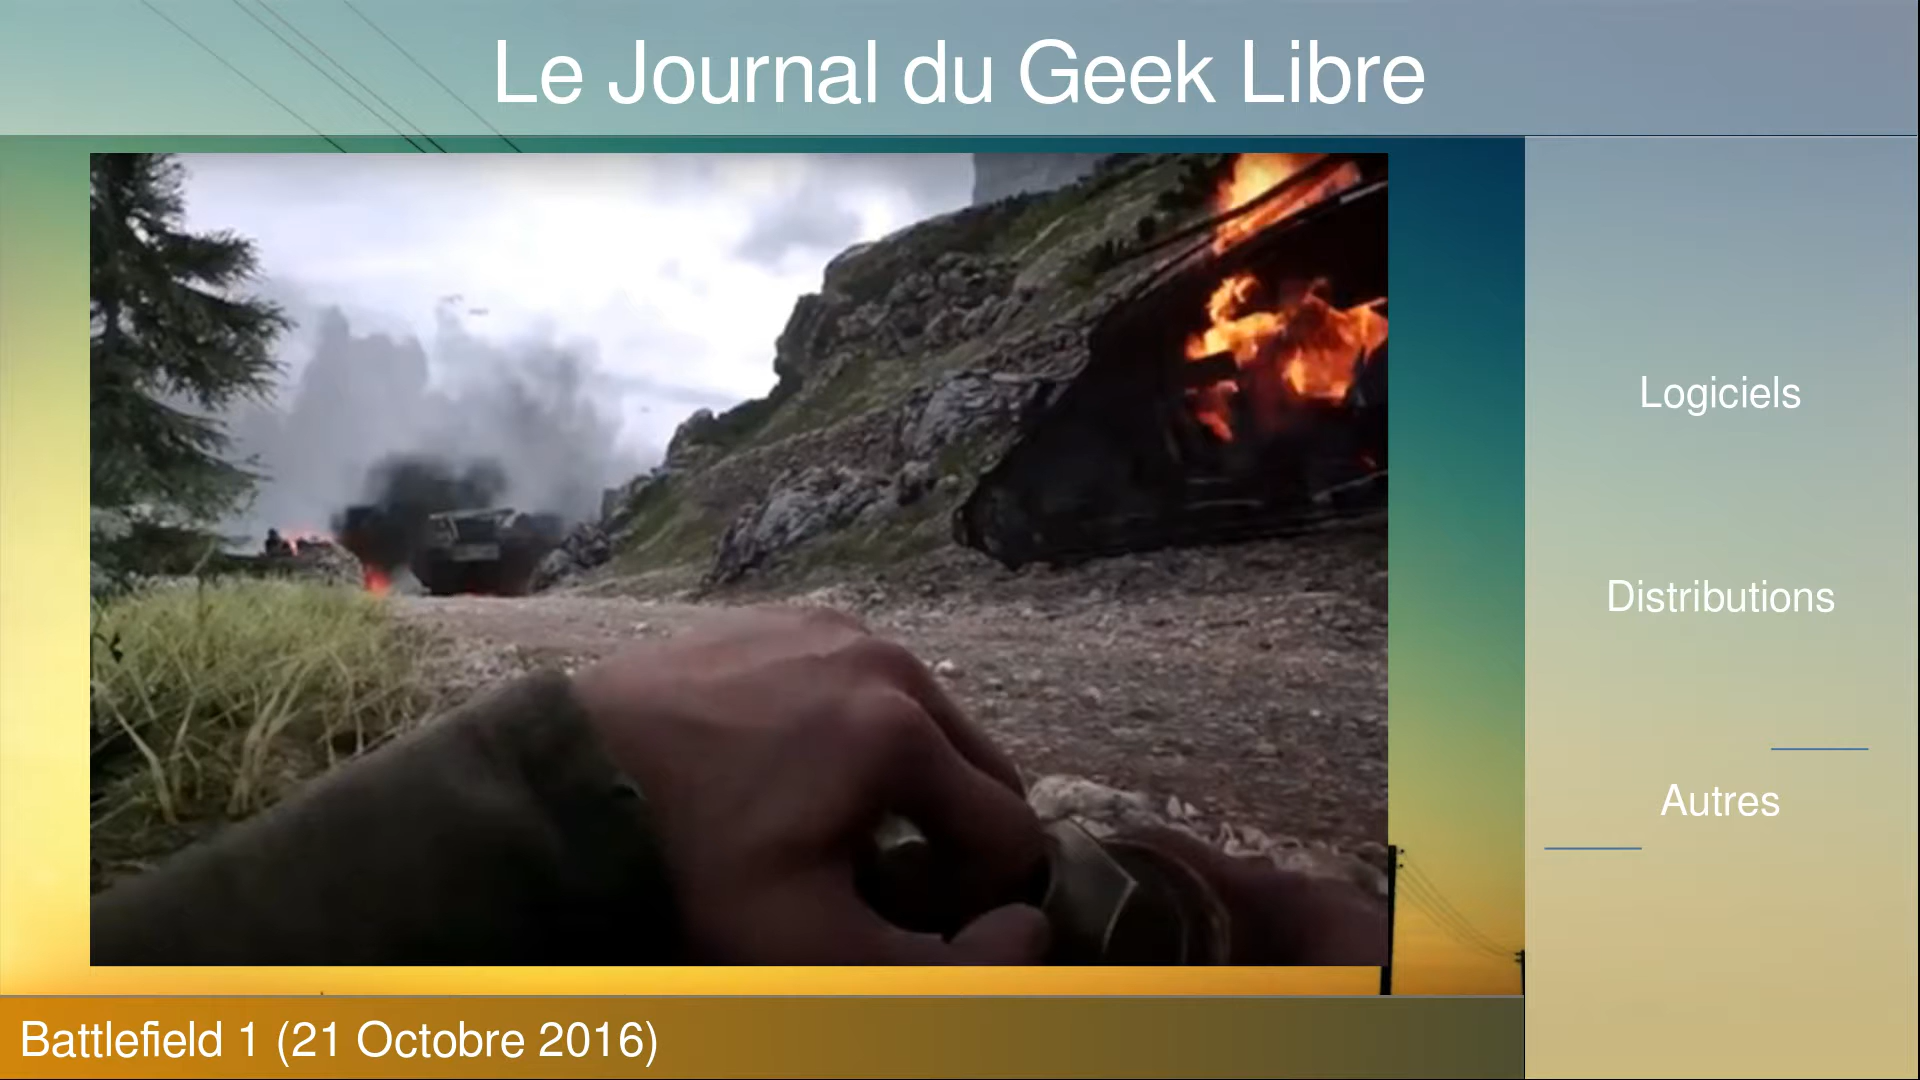 Le Journal du Geek Libre
Logiciels
Distributions
Autres
Battlefield 1 (21 Octobre 2016)